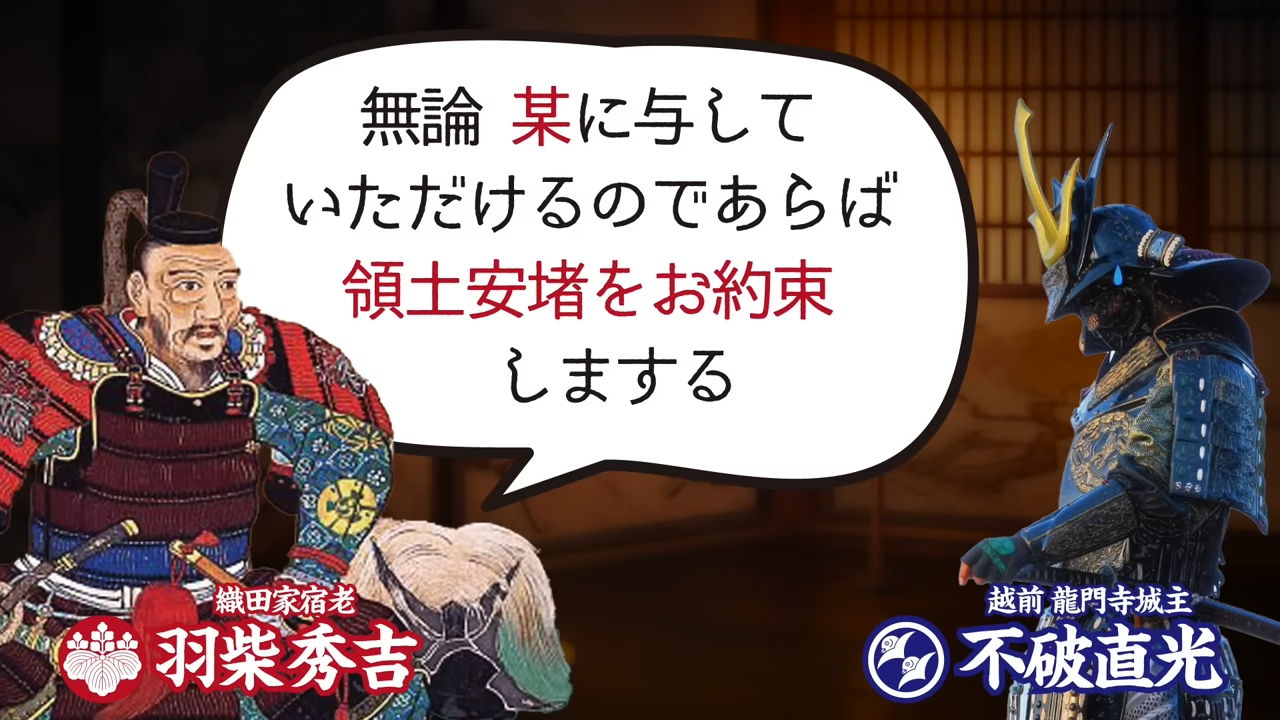 無論 某に与して
いただけるのであらば
領土安堵をお約束
しまする
織田家宿老
羽柴秀吉
越前 龍門寺城主
不破直光